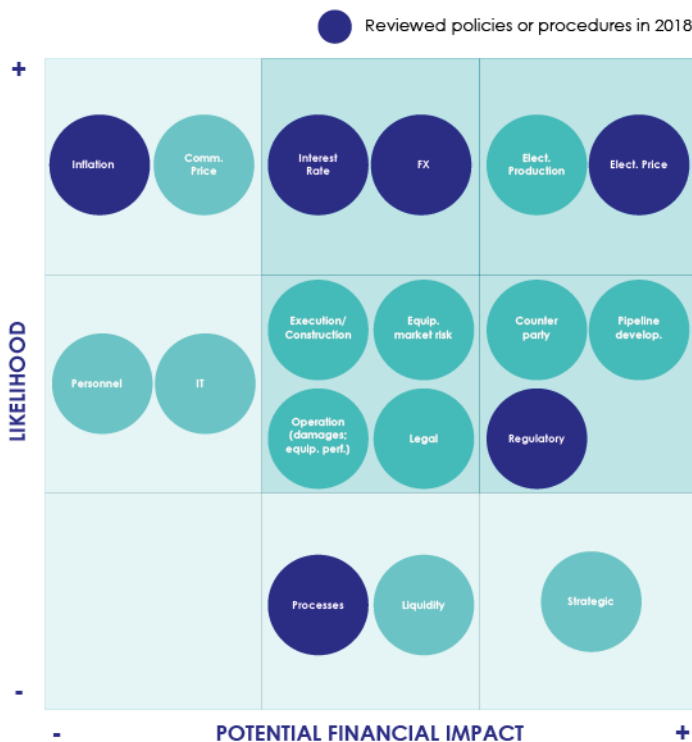 Reviewed policies or procedures in 2018
+
Inflation
Comm.
Price
Interest
Rate
FX
Elect.
Production
Elect. Price
LIKELIHOOD
Execution/
Construction
Equip.
market risk
Counter
party
Pipeline
develop.
Personnel
IT
Operation
(damages;
equip. perf.)
Legal
Regulatory
Processes
Liquidity
Strategic
-
-
POTENTIAL FINANCIAL IMPACT
+